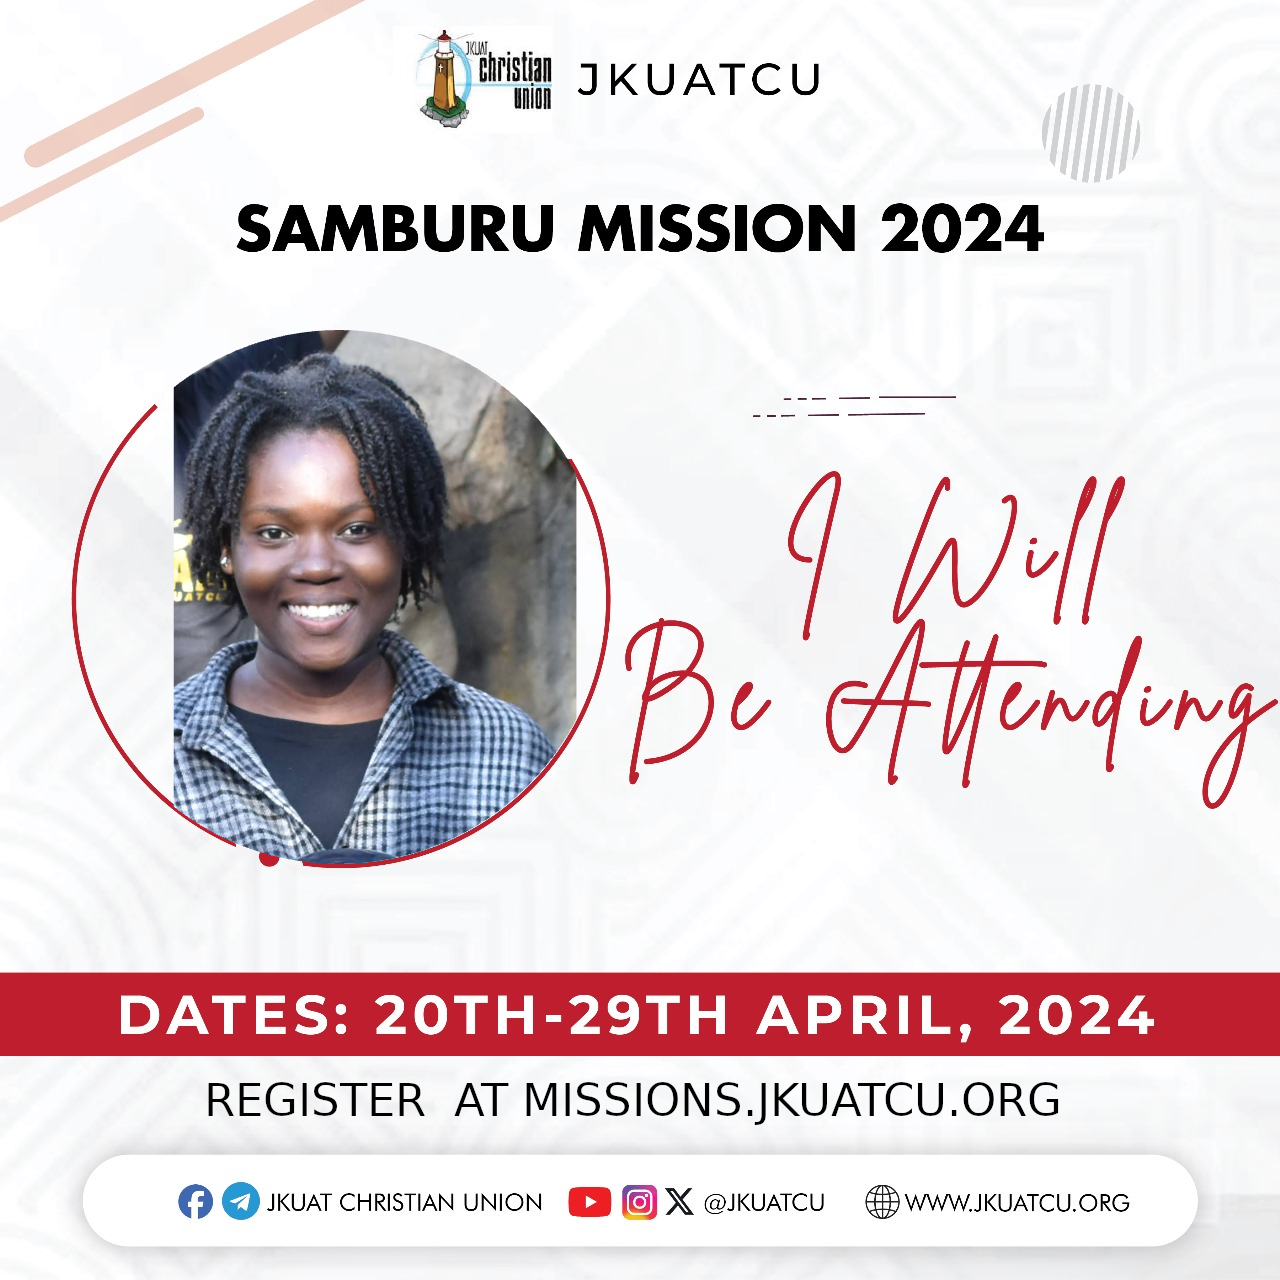 JKUAT
christian
union
JKUATCU
SAMBURU MISSION 2024
I Will
Be Attending
DATES: 20TH-29TH APRIL, 2024
REGISTER AT MISSIONS.JKUATCU.ORG
JKUAT CHRISTIAN UNION @JKUATCU WWW.JKUATCU.ORG